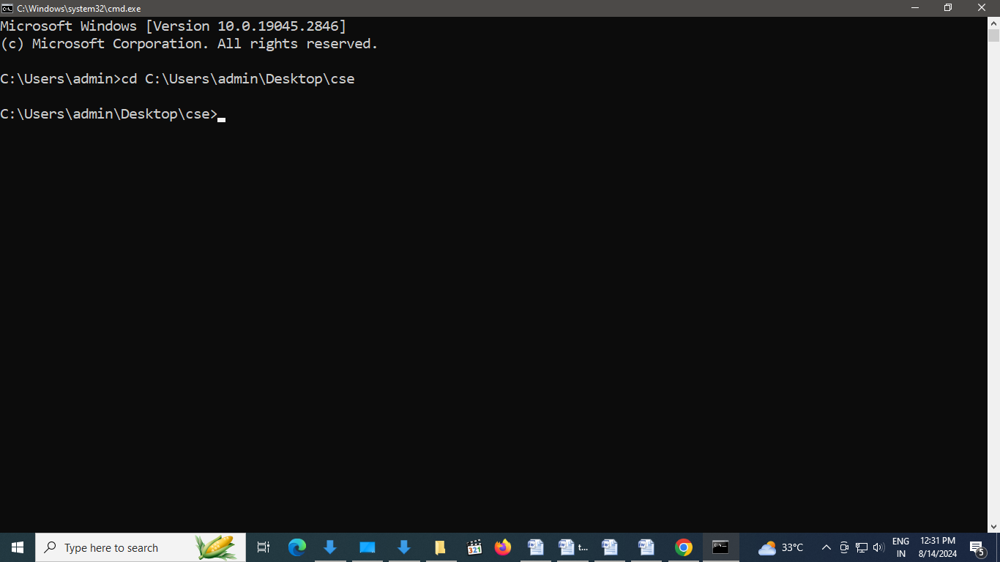 C:\Windows\system32\cmd.exe
Microsoft Windows [Version 10.0.19045.2846]
(c) Microsoft Corporation. All rights reserved.
C:\Users\admin>cd C:\Users\admin\Desktop\cse
C:\Users\admin\Desktop\cse>
Type here to search
321
t...
33°C
ENG
IN
12:31 PM
8/14/2024
5